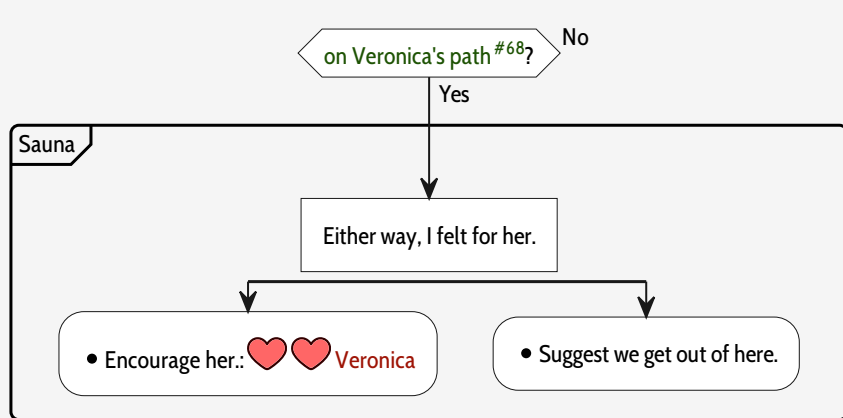 on Veronica's path #68?
No
Yes
Sauna
Either way, I felt for her.
• Encourage her.: Veronica
• Suggest we get out of here.